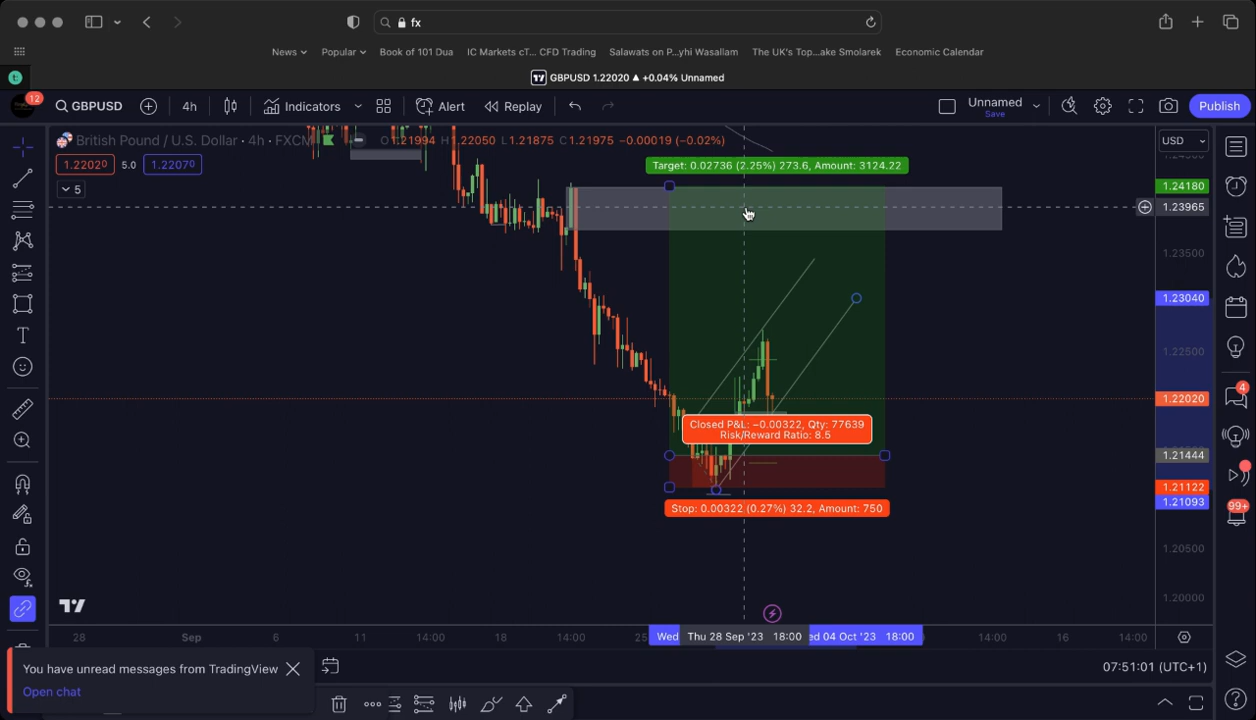 fx
News
Popular
Book of 101 Dua
IC Markets cT... CFD Trading
Salawats on P...yhi Wasallam
The UK's Top...ake Smolarek
Economic Calendar
t
GBPUSD 1.22020 ▲ +0.04% Unnamed
12
GBPUSD
4h
Indicators
Alert
Replay
Unnamed
Save
Publish
British Pound / U.S. Dollar · 4h · FXCM
O1.21994 H1.22050 L1.21875 C1.21975 −0.00019 (−0.02%)
USD
1.22020
5.0
1.22070
5
Target: 0.02736 (2.25%) 273.6, Amount: 3124.22
1.24180
1.23965
1.23500
1.23040
1.22500
1.22020
Closed P&L: −0.00322, Qty: 77639
Risk/Reward Ratio: 8.5
1.21444
1.21122
1.21093
Stop: 0.00322 (0.27%) 32.2, Amount: 750
1.20500
1.20000
4
99+
28
Sep
6
11
14:00
18
14:00
25
Wed
Thu 28 Sep '23 18:00
ed 04 Oct '23 18:00
14:00
16
14:00
You have unread messages from TradingView
Open chat
07:51:01 (UTC+1)